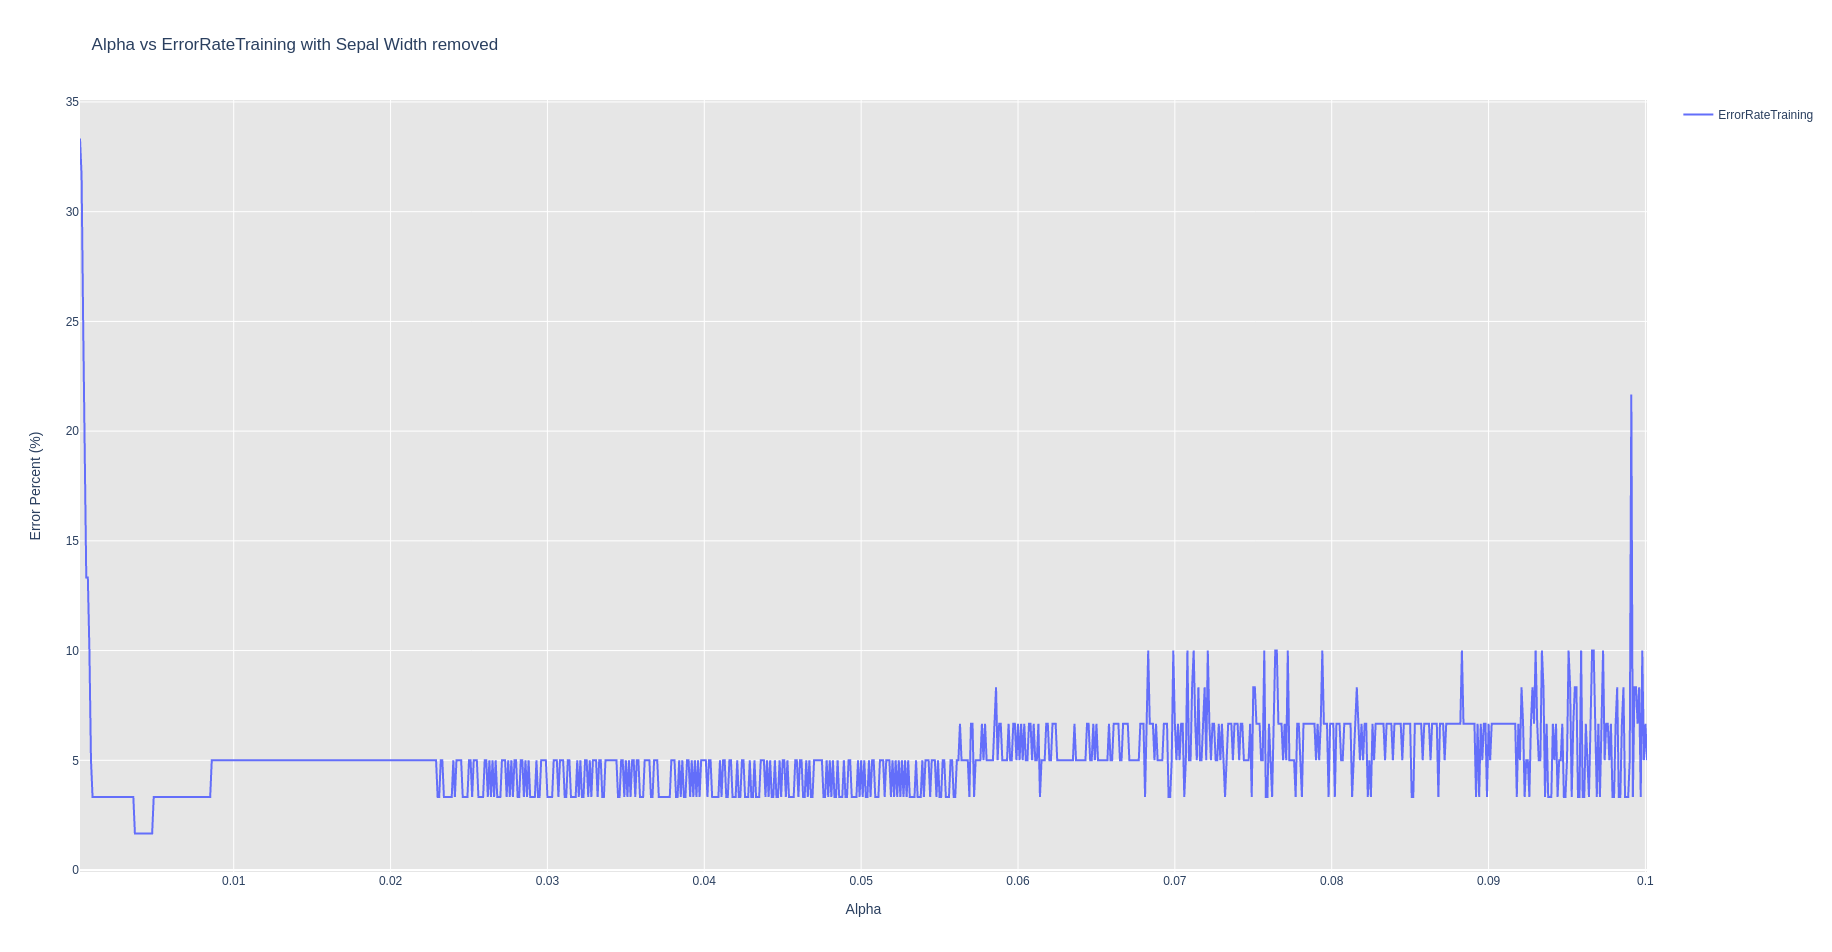 Alpha vs ErrorRateTraining with Sepal Width removed
ErrorRateTraining
35
30
25
20
15
10
5
0
Error Percent (%)
0.01 0.02 0.03 0.04 0.05 0.06 0.07 0.08 0.09 0.1
Alpha